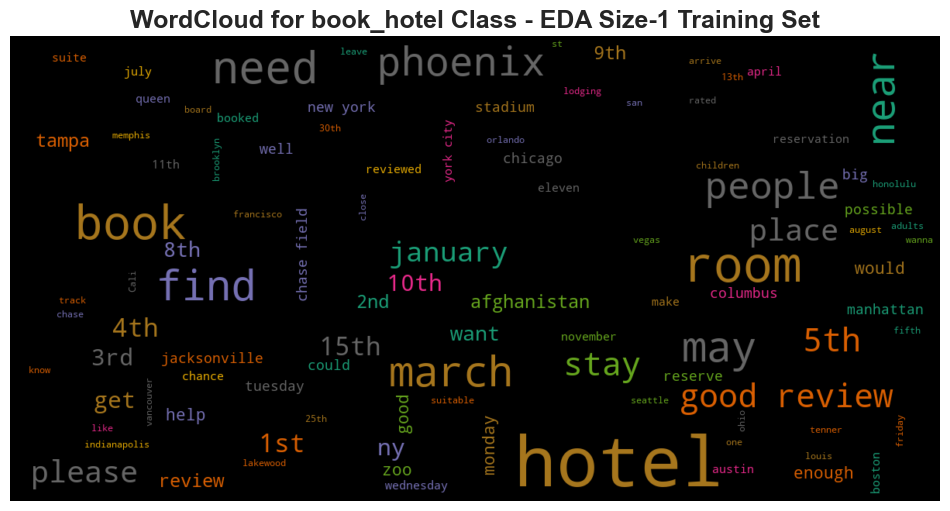 WordCloud for book_hotel Class - EDA Size-1 Training Set
suite
july
need
phoenix
leave
st
9th
arrive
13th
april
near
queen
board
booked
new york
stadium
lodging
san
rated
tampa
memphis
30th
orlando
reservation
11th
brooklyn
well
reviewed
york city
chicago
eleven
children
people
big
honolulu
book
francisco
close
possible
8th
chase field
january
vegas
place
august
adults
wanna
find
Cali
10th
room
would
track
chase
2nd
afghanistan
make
columbus
manhattan
4th
want
november
fifth
3rd
jacksonville
15th
stay
may
5th
know
chance
could
march
reserve
vancouver
tuesday
get
help
25th
good
suitable
seattle
good review
like
indianapolis
1st
ny
monday
hotel
ohio
tenner
friday
one
please
lakewood
review
zoo
wednesday
austin
louis
enough
boston